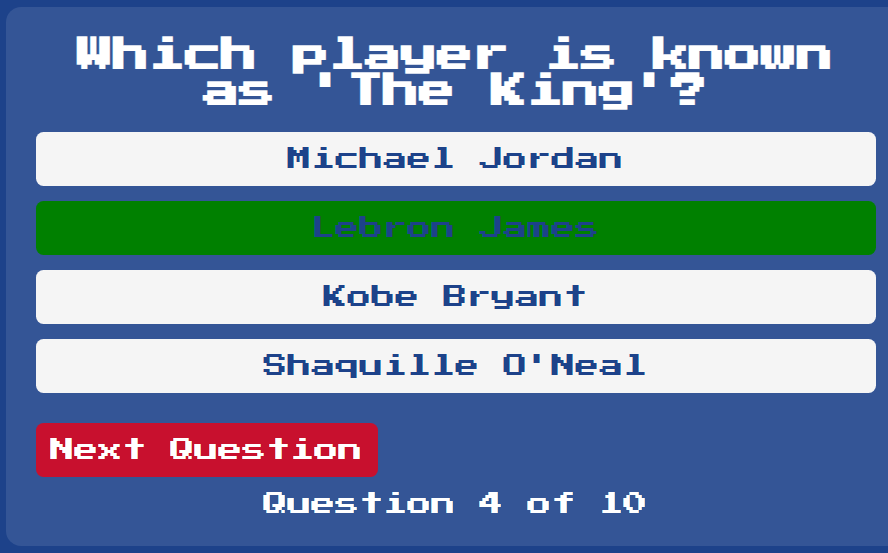 Which player is known
as 'The King'?
Michael Jordan
Lebron James
Kobe Bryant
Shaquille O'Neal
Next Question
Question 4 of 10